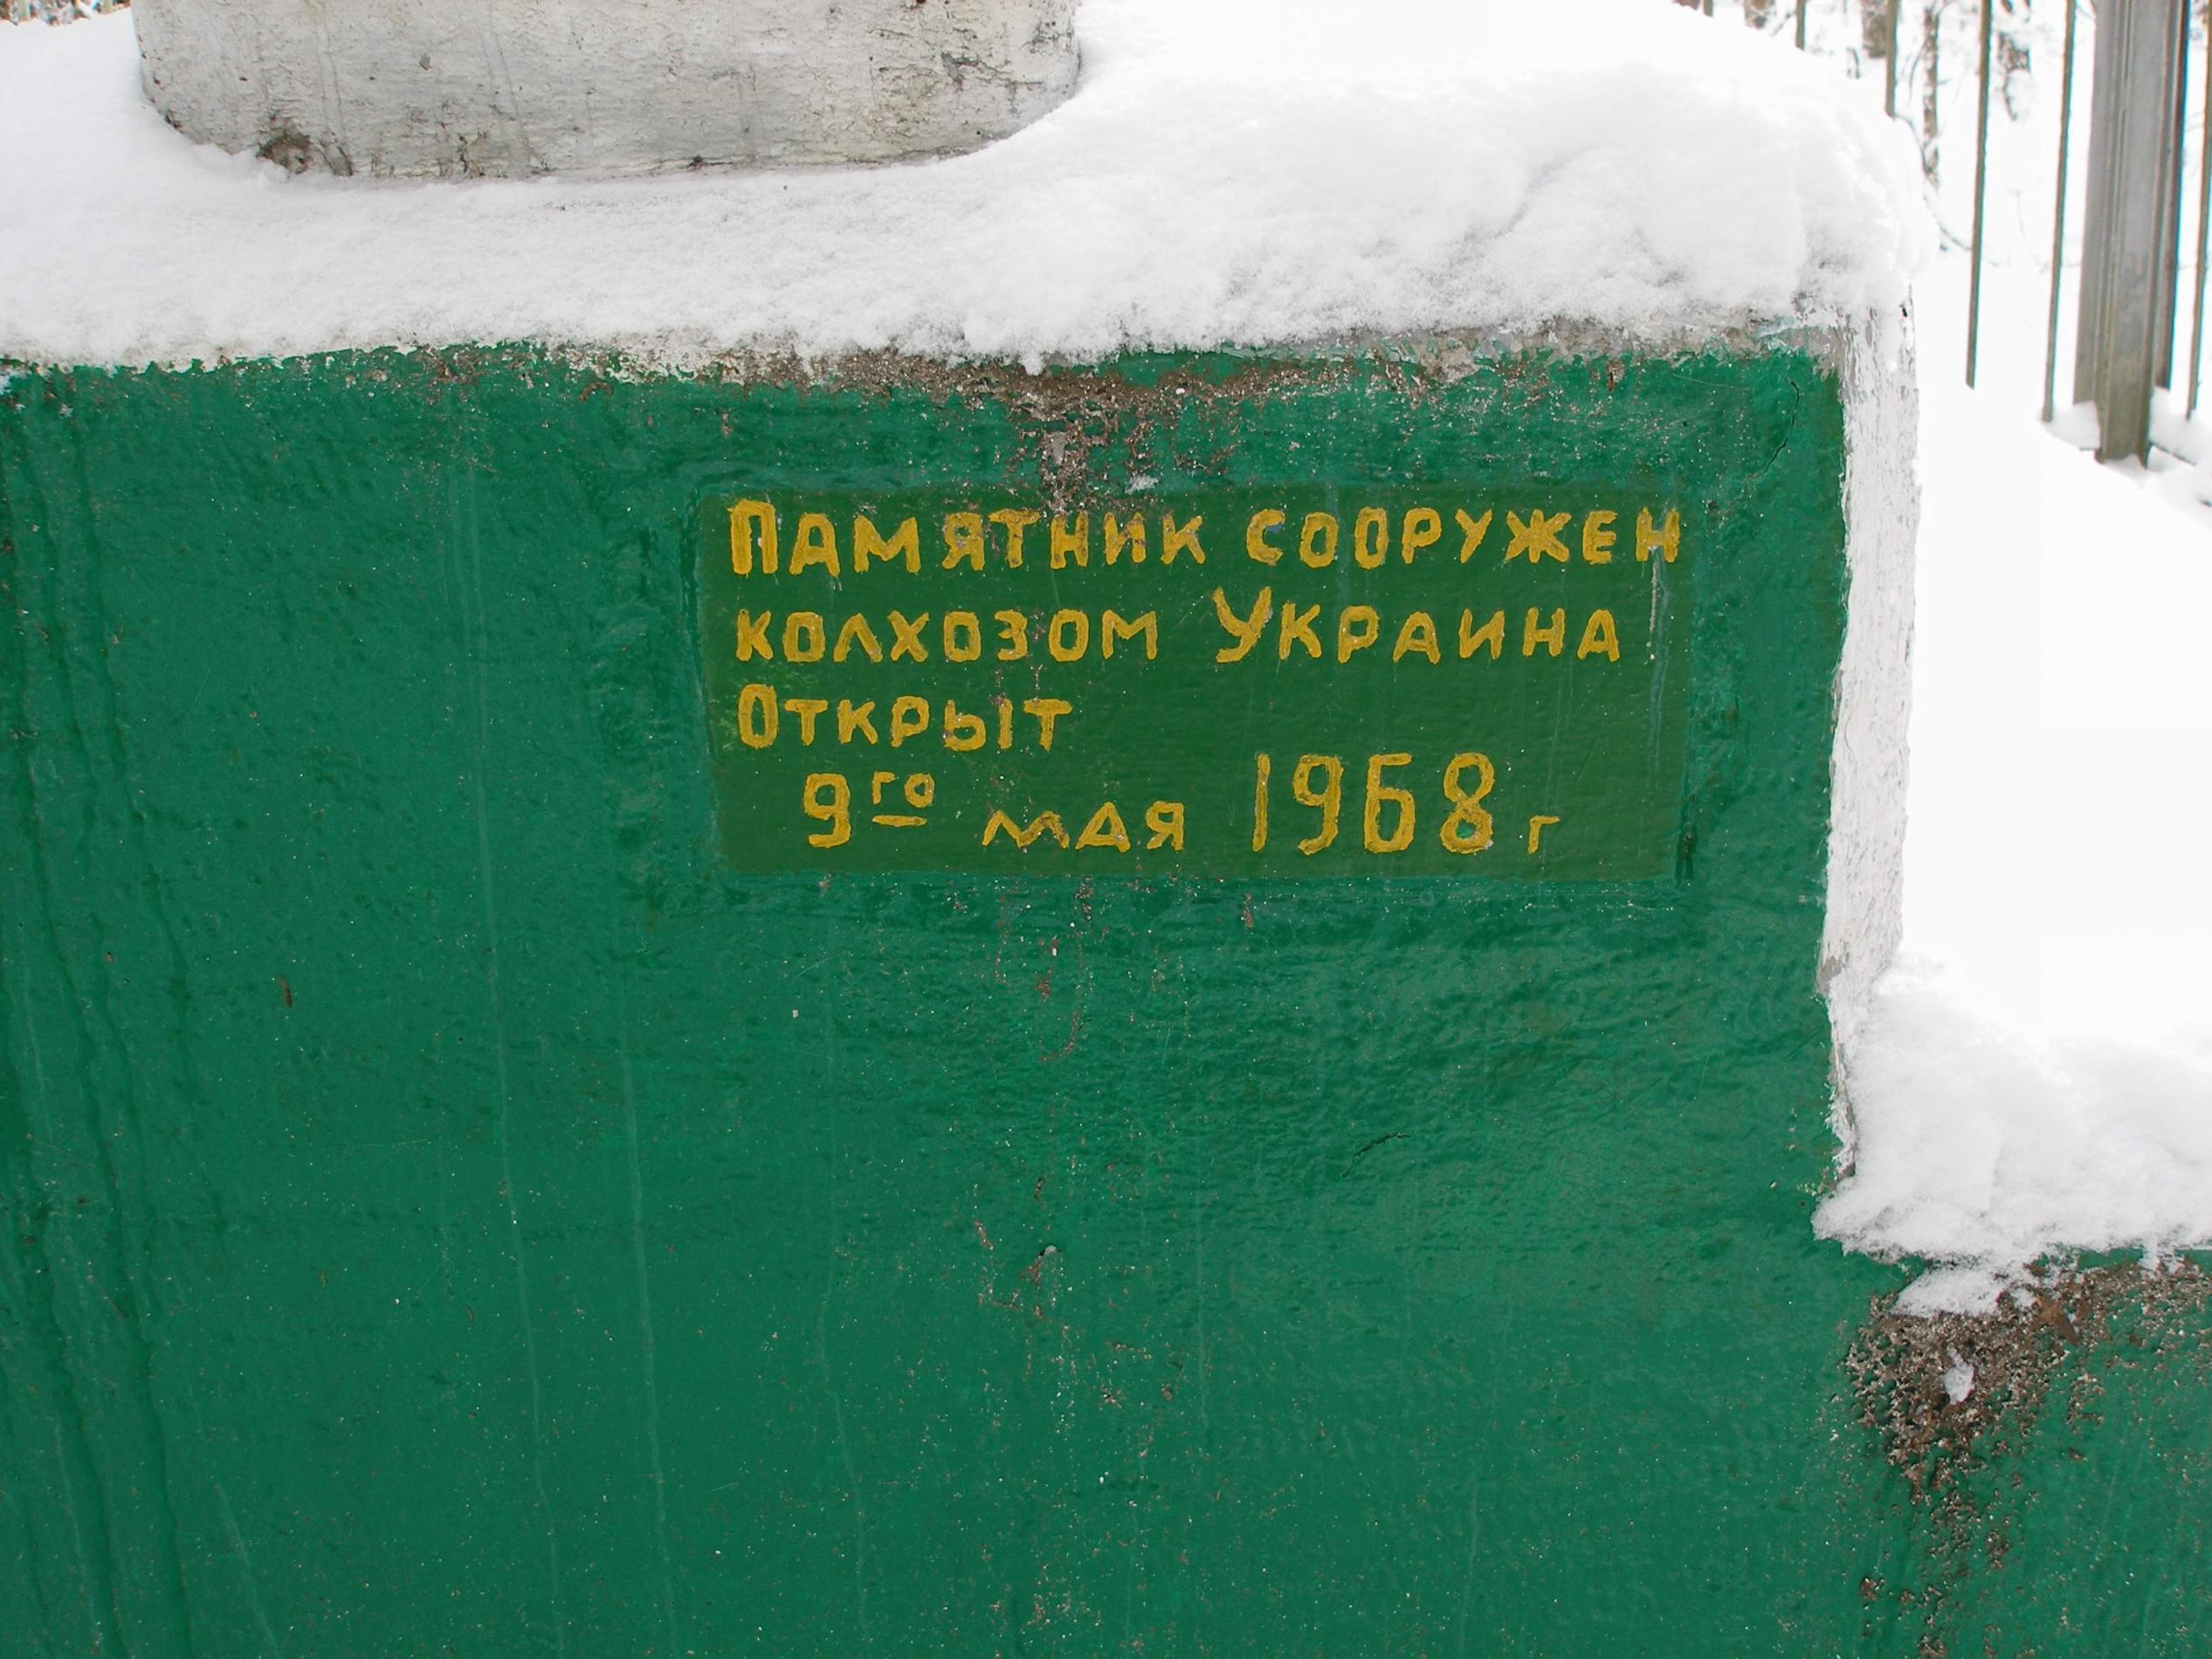 Памятник сооружен
колхозом Украина
Открыт
9го мая 1968 г